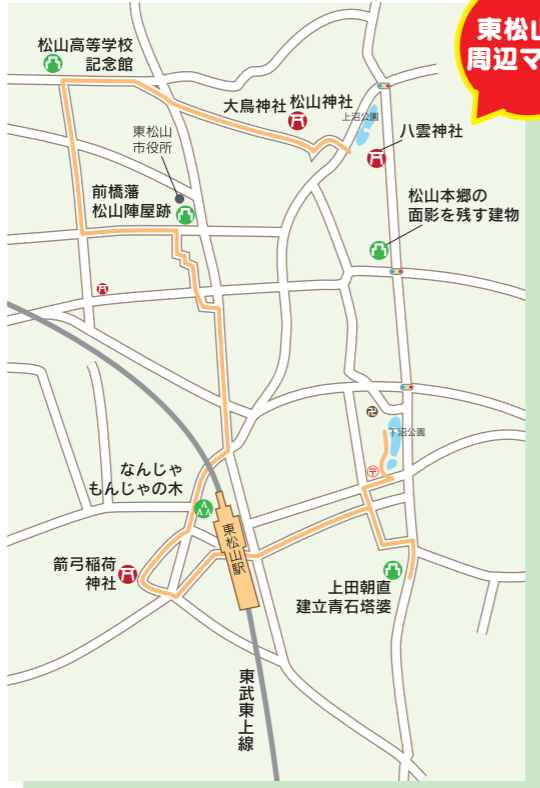 東松山
周辺マ
松山高等学校
記念館
大鳥神社
松山神社
上沼公園
八雲神社
東松山
市役所
前橋藩
松山陣屋跡
松山本郷の
面影を残す建物
下沼公園
なんじゃ
もんじゃの木
東松山駅
箭弓稲荷
神社
上田朝直
建立青石塔婆
東武東上線